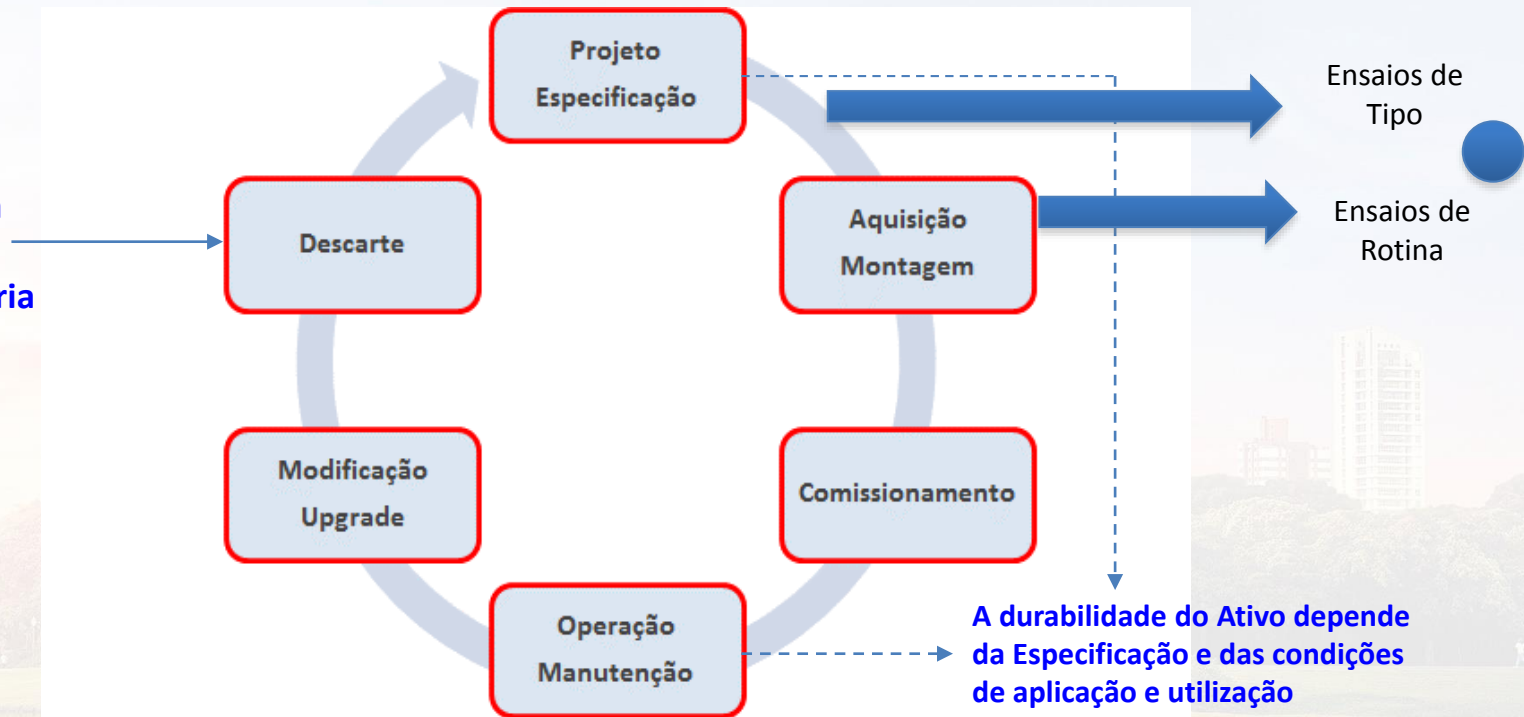 Projeto
Especificação
Ensaios de
Tipo
Descarte
Aquisição
Montagem
Ensaios de
Rotina
Modificação
Upgrade
Comissionamento
Operação
Manutenção
A durabilidade do Ativo depende
da Especificação e das condições
de aplicação e utilização